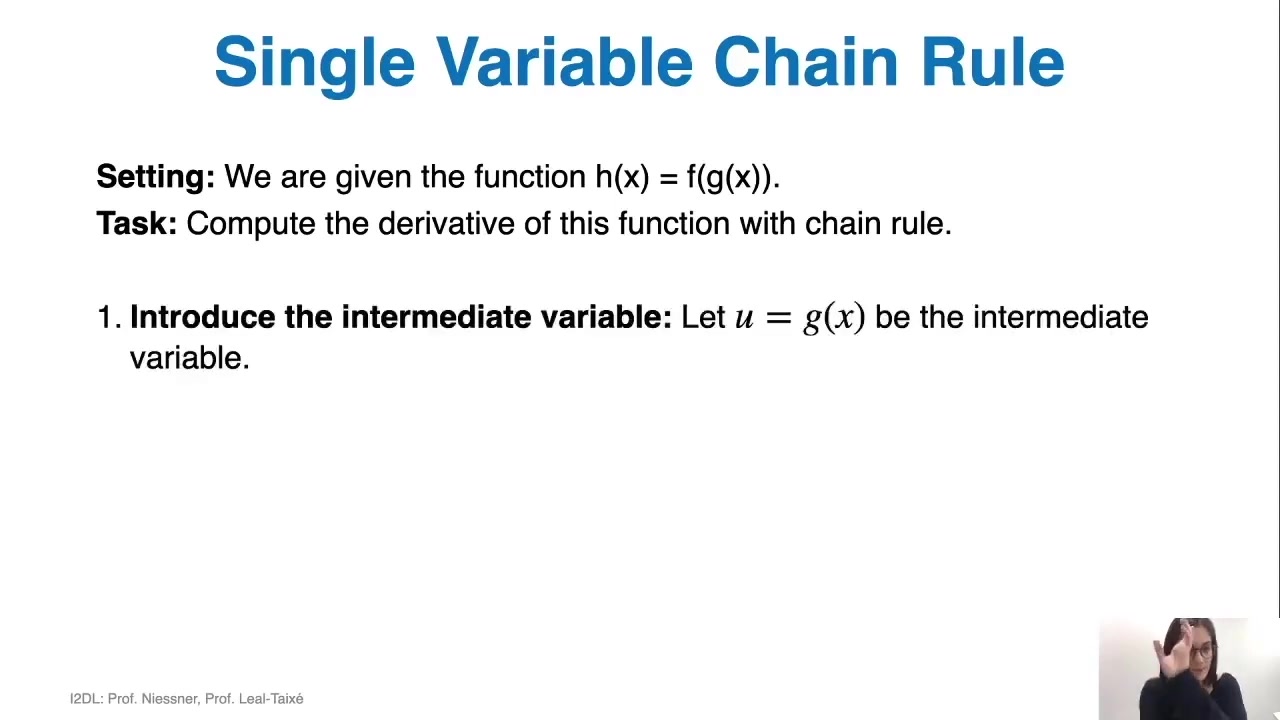 Single Variable Chain Rule
Setting: We are given the function h(x) = f(g(x)).
Task: Compute the derivative of this function with chain rule.
1. Introduce the intermediate variable: Let u = g(x) be the intermediate
variable.
I2DL: Prof. Niessner, Prof. Leal-Taixé